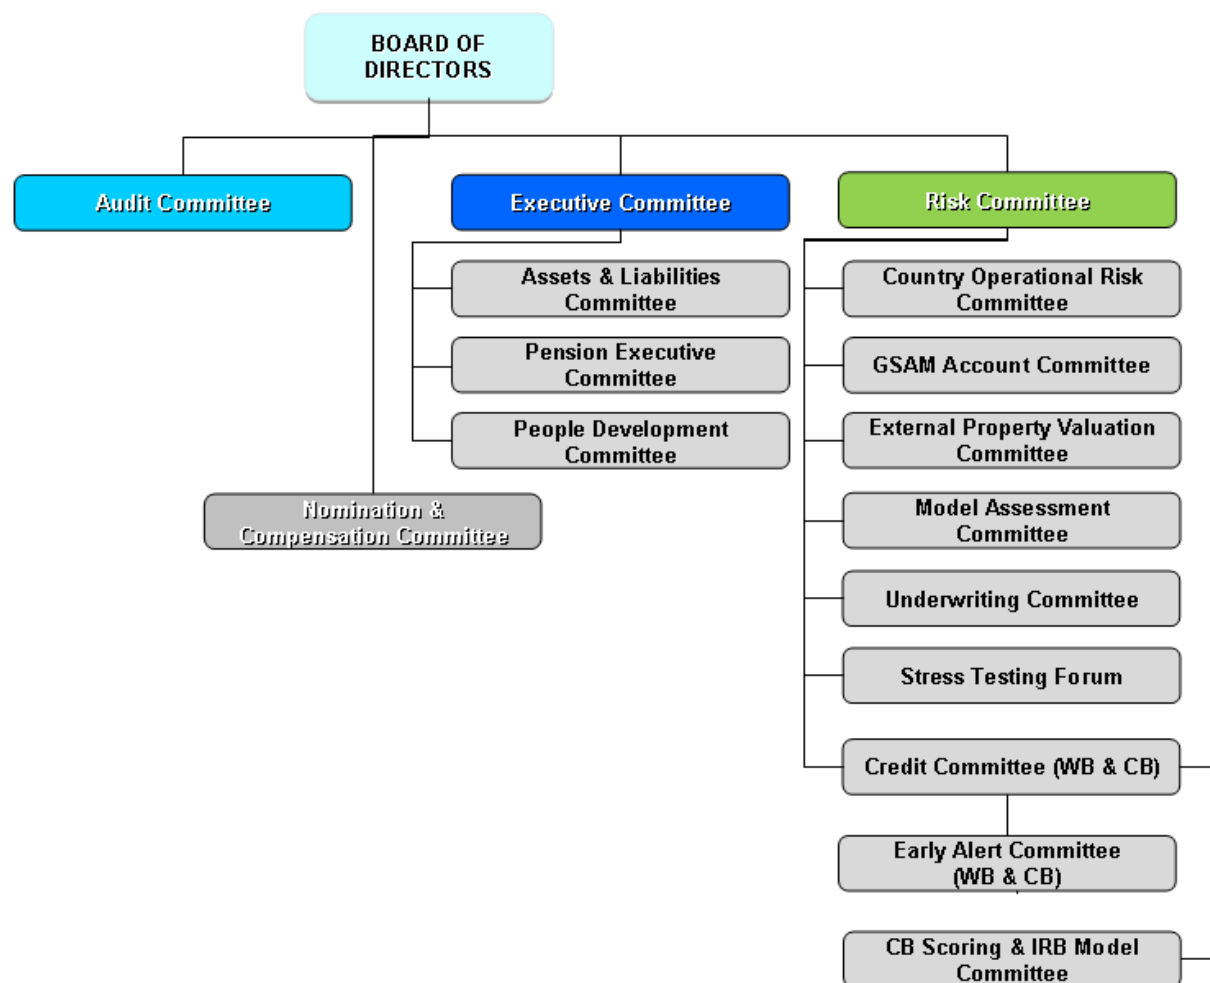 BOARD OF
DIRECTORS
Audit Committee
Executive Committee
Risk Committee
Assets & Liabilities
Committee
Pension Executive
Committee
People Development
Committee
Nomination &
Compensation Committee
Country Operational Risk
Committee
GSAM Account Committee
External Property Valuation
Committee
Model Assessment
Committee
Underwriting Committee
Stress Testing Forum
Credit Committee (WB & CB)
Early Alert Committee
(WB & CB)
CB Scoring & IRB Model
Committee